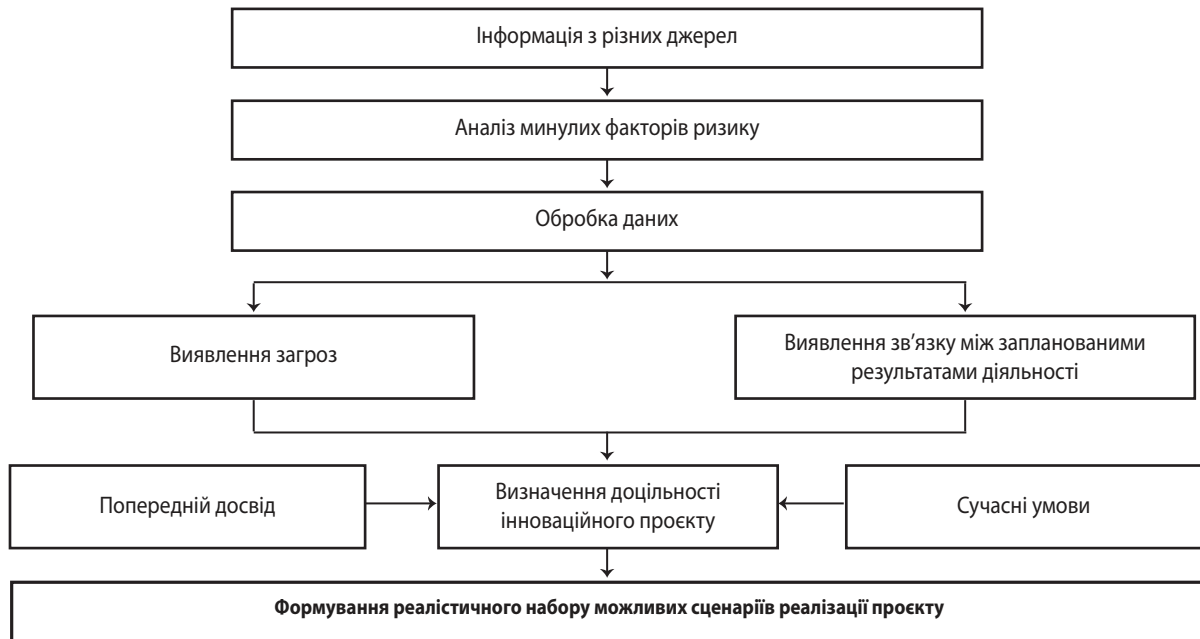 Інформація з різних джерел
Аналіз минулих факторів ризику
Обробка даних
Виявлення загроз
Виявлення зв'язку між запланованими
результатами діяльності
Попередній досвід
Визначення доцільності
інноваційного проєкту
Сучасні умови
Формування реалістичного набору можливих сценаріїв реалізації проєкту